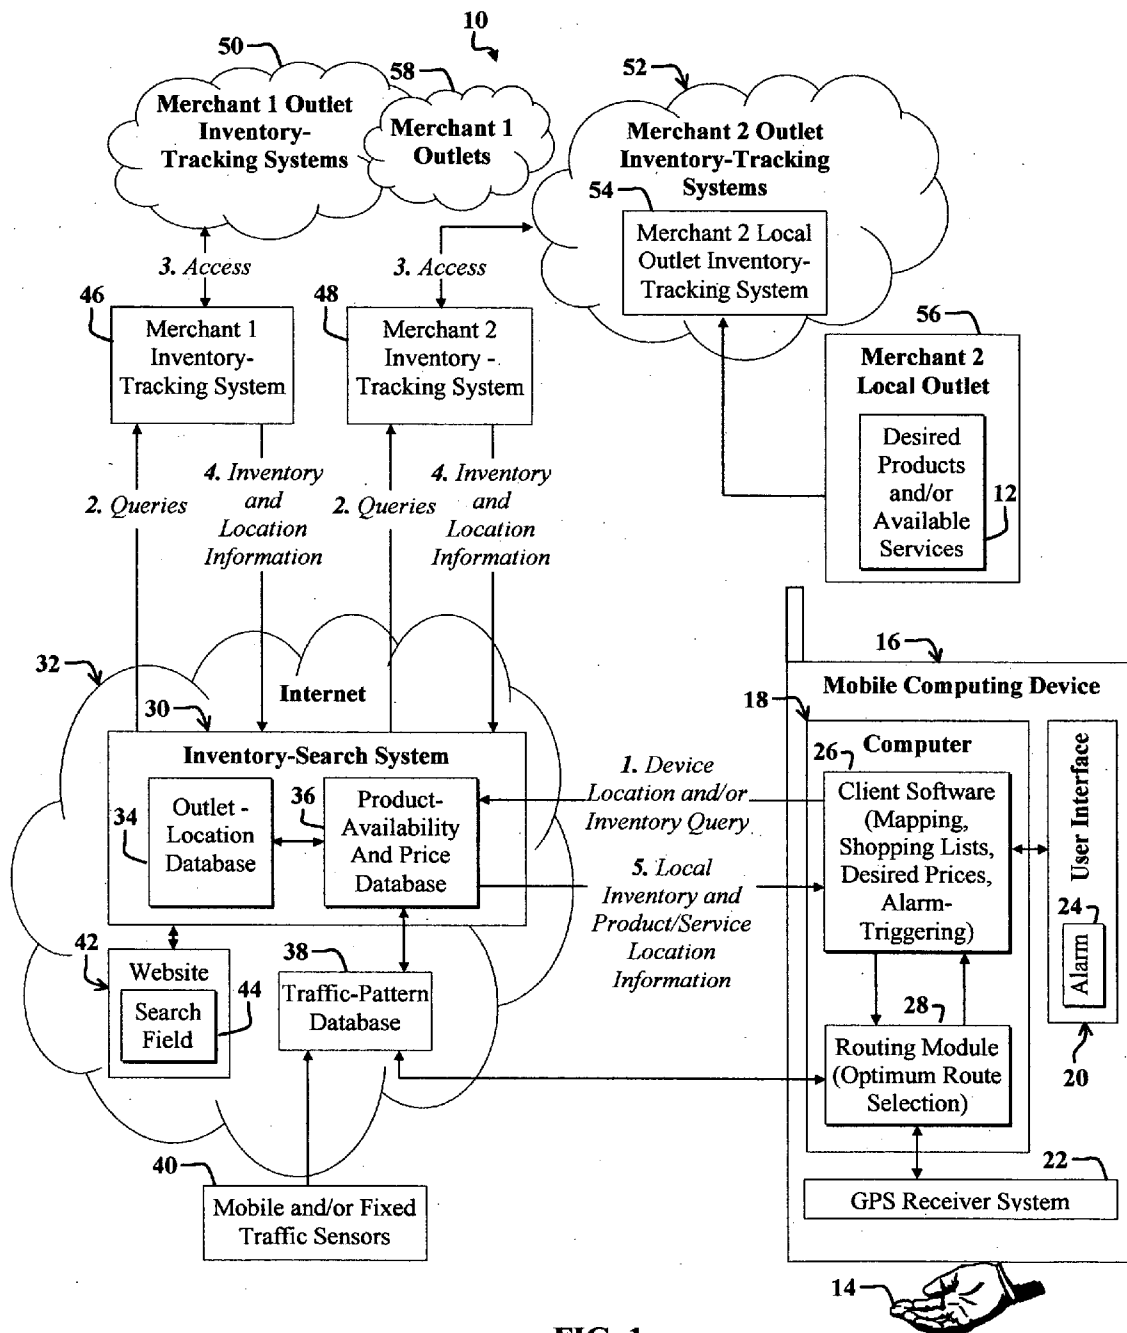 10
50
58
52
Merchant 1 Outlet
Inventory-
Tracking Systems
Merchant 1
Outlets
Merchant 2 Outlet
Inventory-Tracking
Systems
54
Merchant 2 Local
Outlet Inventory-
Tracking System
3. Access
3. Access
46
Merchant 1
Inventory-
Tracking System
48
Merchant 2
Inventory -
Tracking System
56
Merchant 2
Local Outlet
Desired
Products
and/or
Available
Services
12
2. Queries
4. Inventory
and
Location
Information
2. Queries
4. Inventory
and
Location
Information
32
Internet
30
Inventory-Search System
34
Outlet -
Location
Database
36
Product-
Availability
And Price
Database
1. Device
Location and/or
Inventory Query
5. Local
Inventory and
Product/Service
Location
Information
16
Mobile Computing Device
18
Computer
26
Client Software
(Mapping,
Shopping Lists,
Desired Prices,
Alarm-
Triggering)
User Interface
24
Alarm
20
42
Website
Search
Field
44
38
Traffic-Pattern
Database
28
Routing Module
(Optimum Route
Selection)
40
Mobile and/or Fixed
Traffic Sensors
22
GPS Receiver System
14
FIG. 1